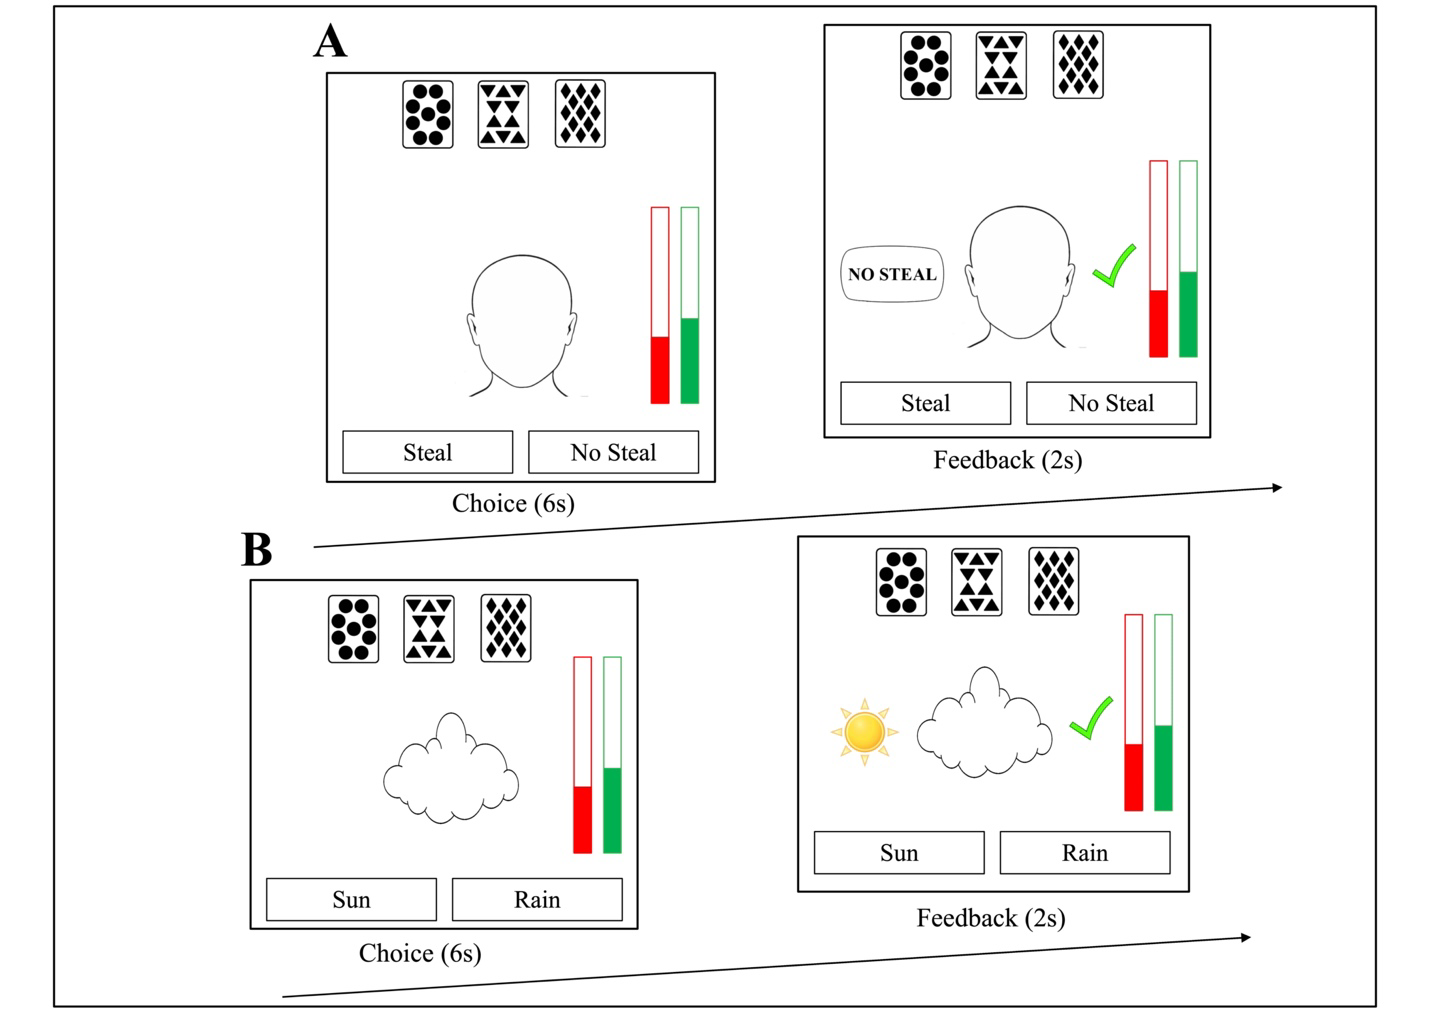 A
NO STEAL
Steal
No Steal
Steal
No Steal
Choice (6s)
Feedback (2s)
B
Sun
Rain
Sun
Rain
Choice (6s)
Feedback (2s)